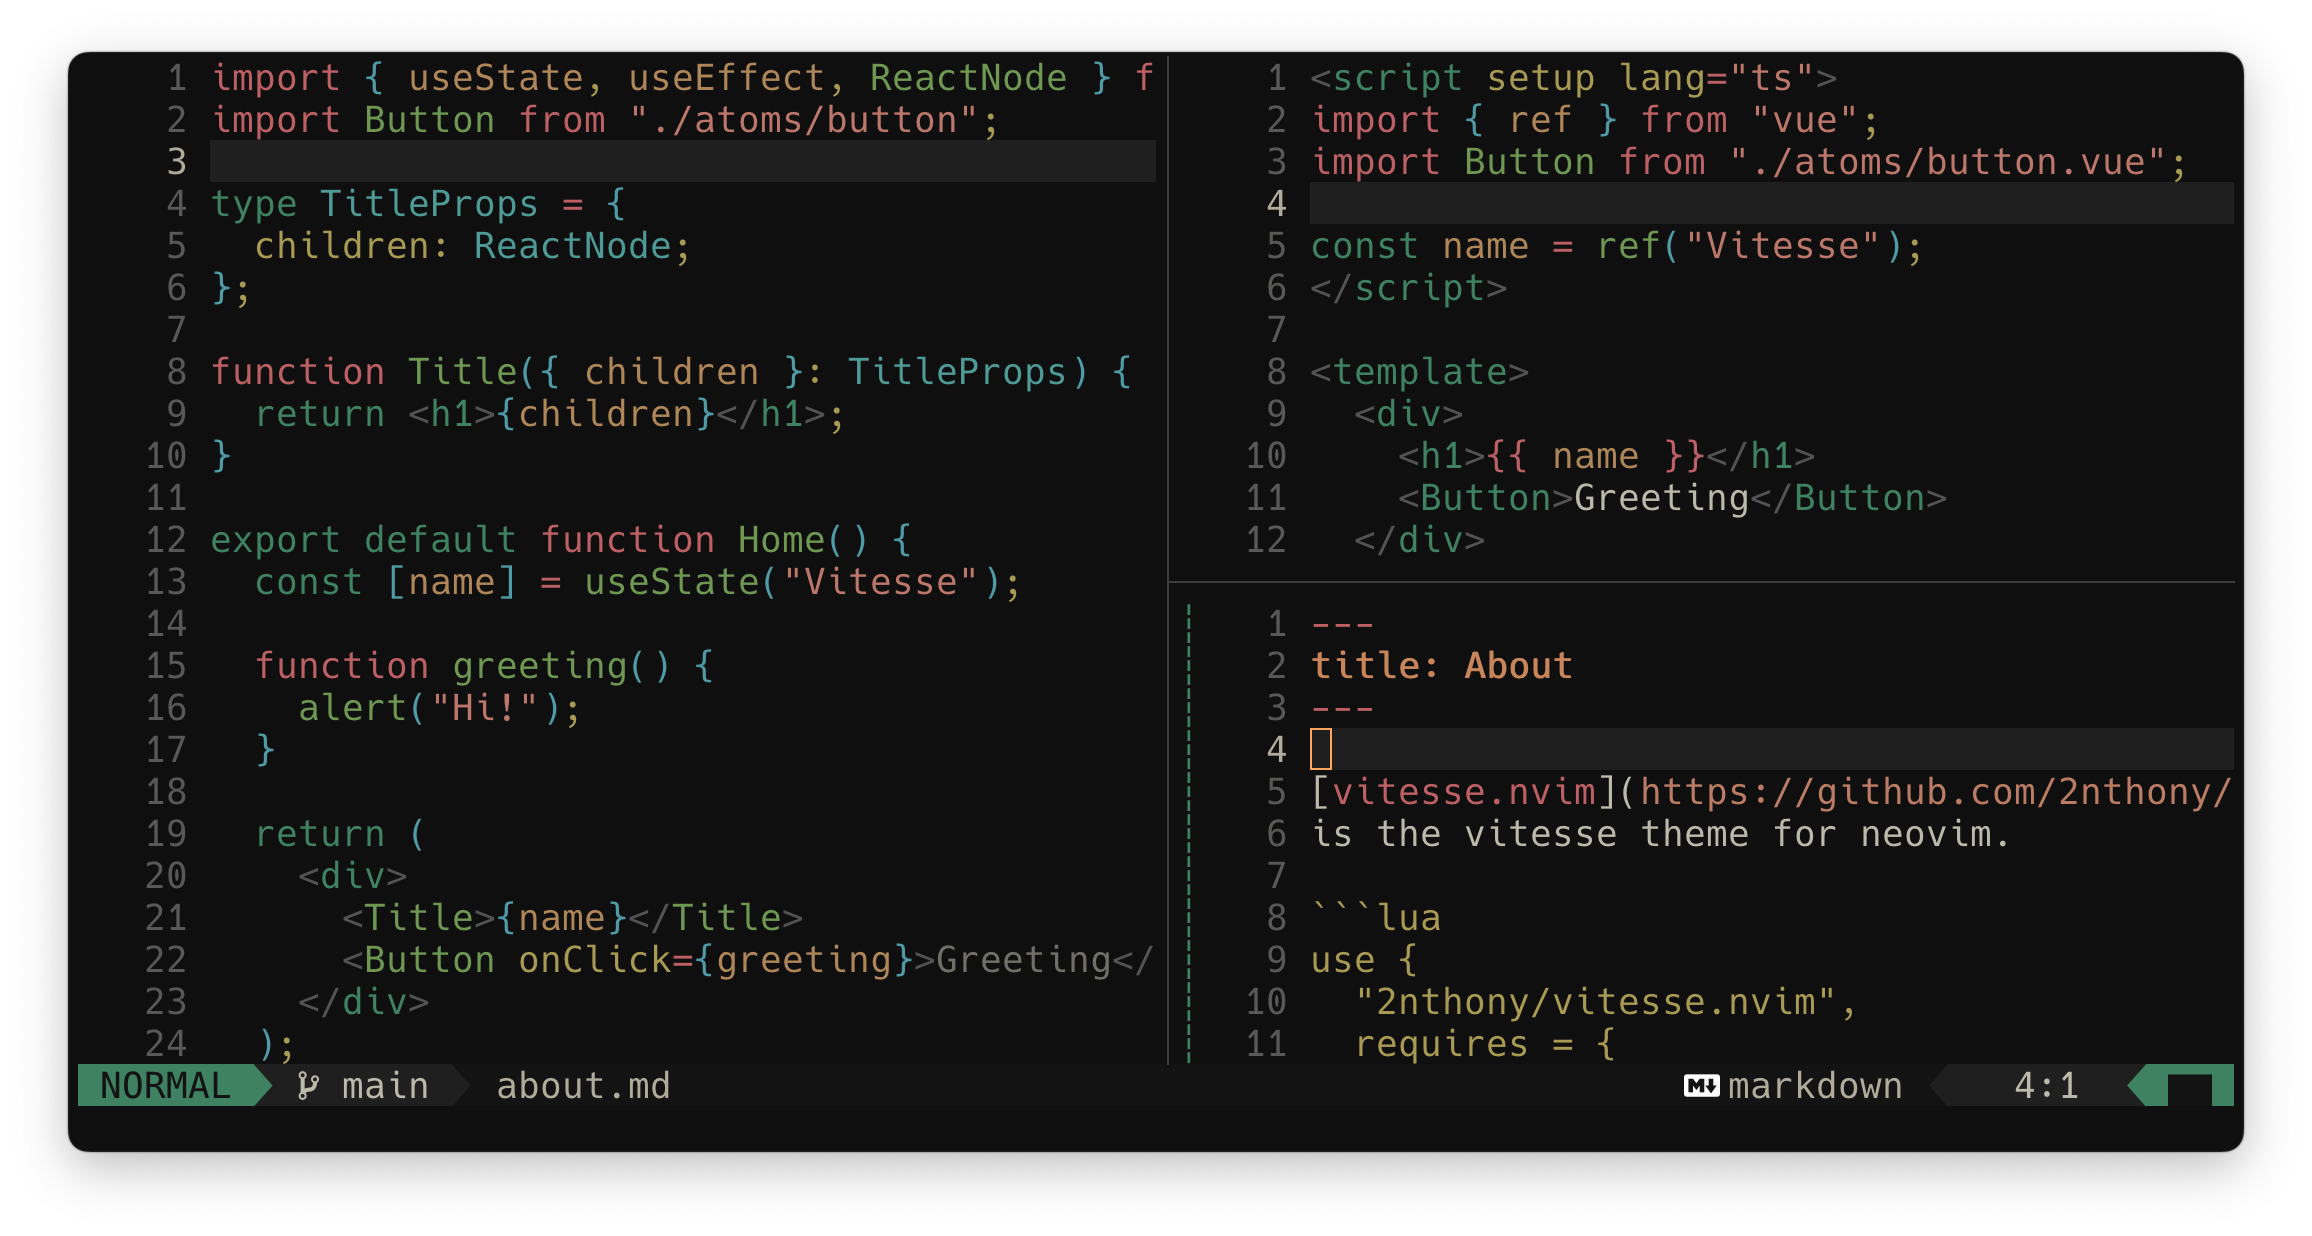 1 import { useState, useEffect, ReactNode } f
2 import Button from "./atoms/button";
3
4 type TitleProps = {
5   children: ReactNode;
6 };
7
8 function Title({ children }: TitleProps) {
9   return <h1>{children}</h1>;
10 }
11
12 export default function Home() {
13   const [name] = useState("Vitesse");
14
15   function greeting() {
16     alert("Hi!");
17   }
18
19   return (
20     <div>
21       <Title>{name}</Title>
22       <Button onClick={greeting}>Greeting</
23     </div>
24   );
1 <script setup lang="ts">
2 import { ref } from "vue";
3 import Button from "./atoms/button.vue";
4
5 const name = ref("Vitesse");
6 </script>
7
8 <template>
9   <div>
10     <h1>{{ name }}</h1>
11     <Button>Greeting</Button>
12   </div>
1 ---
2 title: About
3 ---
4
5 [vitesse.nvim](https://github.com/2nthony/
6 is the vitesse theme for neovim.
7
8 ```lua
9 use {
10   "2nthony/vitesse.nvim",
11   requires = {
NORMAL main about.md markdown 4:1